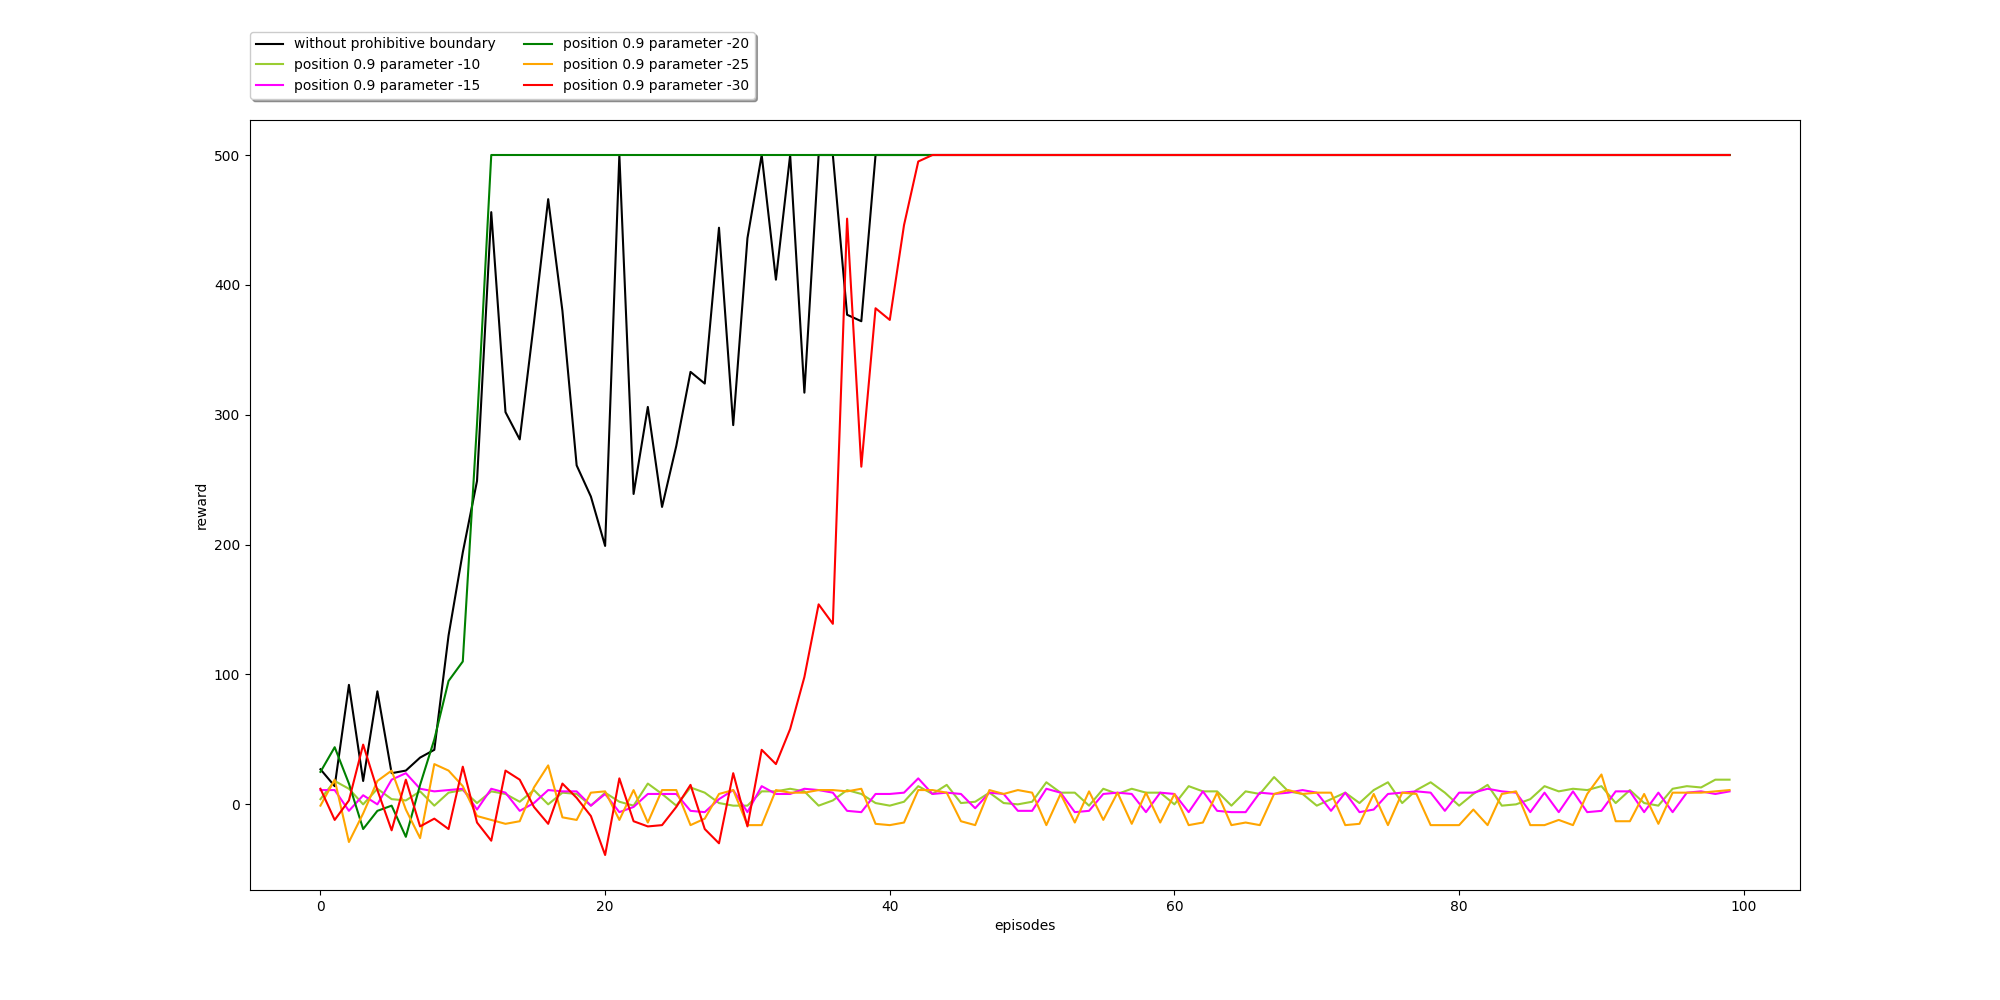 without prohibitive boundary
position 0.9 parameter -10
position 0.9 parameter -15
position 0.9 parameter -20
position 0.9 parameter -25
position 0.9 parameter -30
500
400
300
200
100
0
reward
0 20 40 60 80 100
episodes